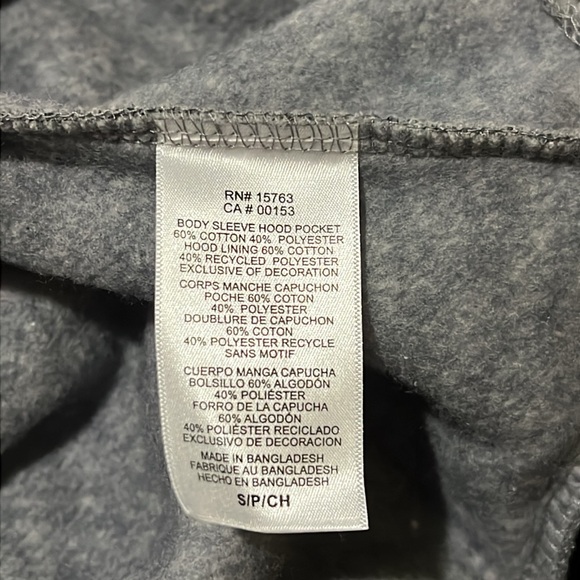 RN# 15763
CA # 00153
BODY SLEEVE HOOD POCKET
60% COTTON 40% POLYESTER
HOOD LINING 60% COTTON
40% RECYCLED POLYESTER
EXCLUSIVE OF DECORATION
CORPS MANCHE CAPUCHON
POCHE 60% COTON
40% POLYESTER
DOUBLURE DE CAPUCHON
60% COTON
40% POLYESTER RECYCLE
SANS MOTIF
CUERPO MANGA CAPUCHA
BOLSILLO 60% ALGODÓN
40% POLIÉSTER
FORRO DE LA CAPUCHA
60% ALGODÓN
40% POLIÉSTER RECICLADO
EXCLUSIVO DE DECORACION
MADE IN BANGLADESH
FABRIQUE AU BANGLADESH
HECHO EN BANGLADESH
S/P/CH